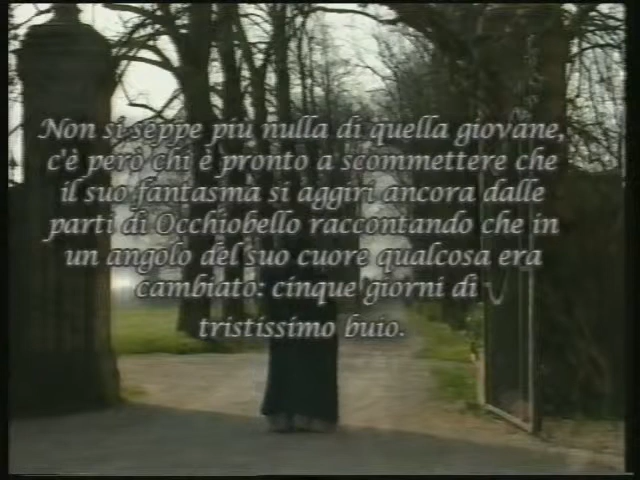 Non si seppe più nulla di quella giovane,
c'è però chi è pronto a scommettere che
il suo fantasma si aggiri ancora dalle
parti di Occhiobello raccontando che in
un angolo del suo cuore qualcosa era
cambiato: cinque giorni di
tristissimo buio.